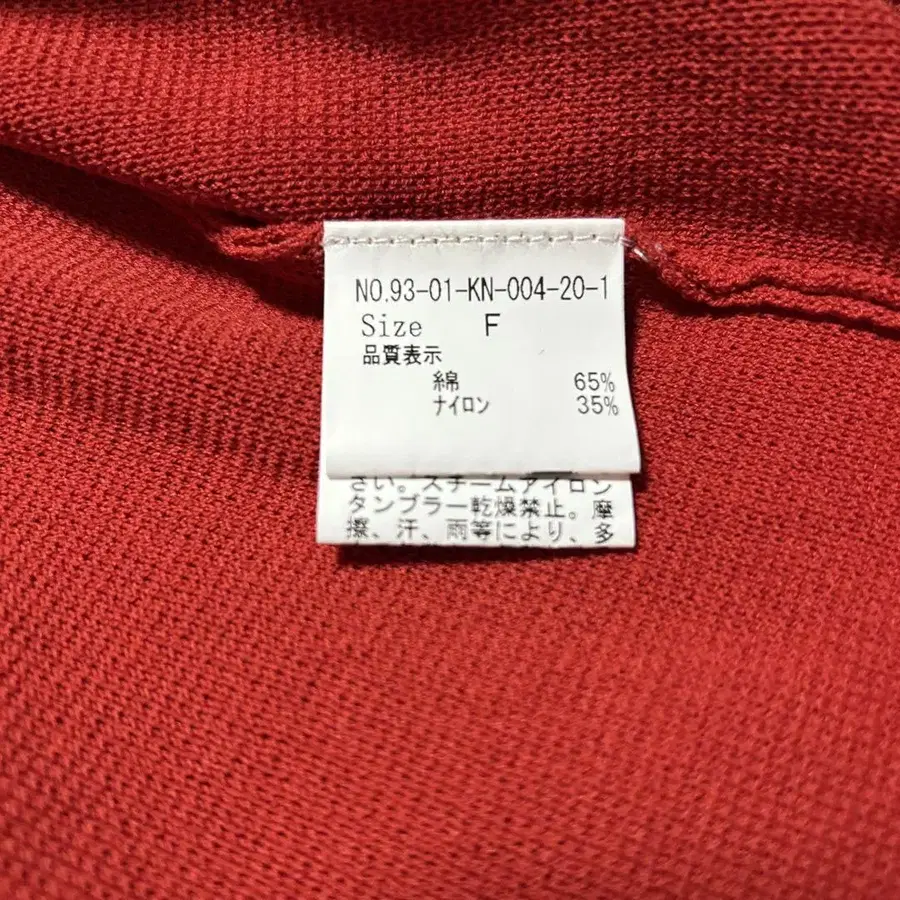 NO.93-01-KN-004-20-1
Size F
品質表示
綿 65%
ナイロン 35%
さい。スチームアイロン
タンブラー乾燥禁止。摩
擦、汗、雨等により、多